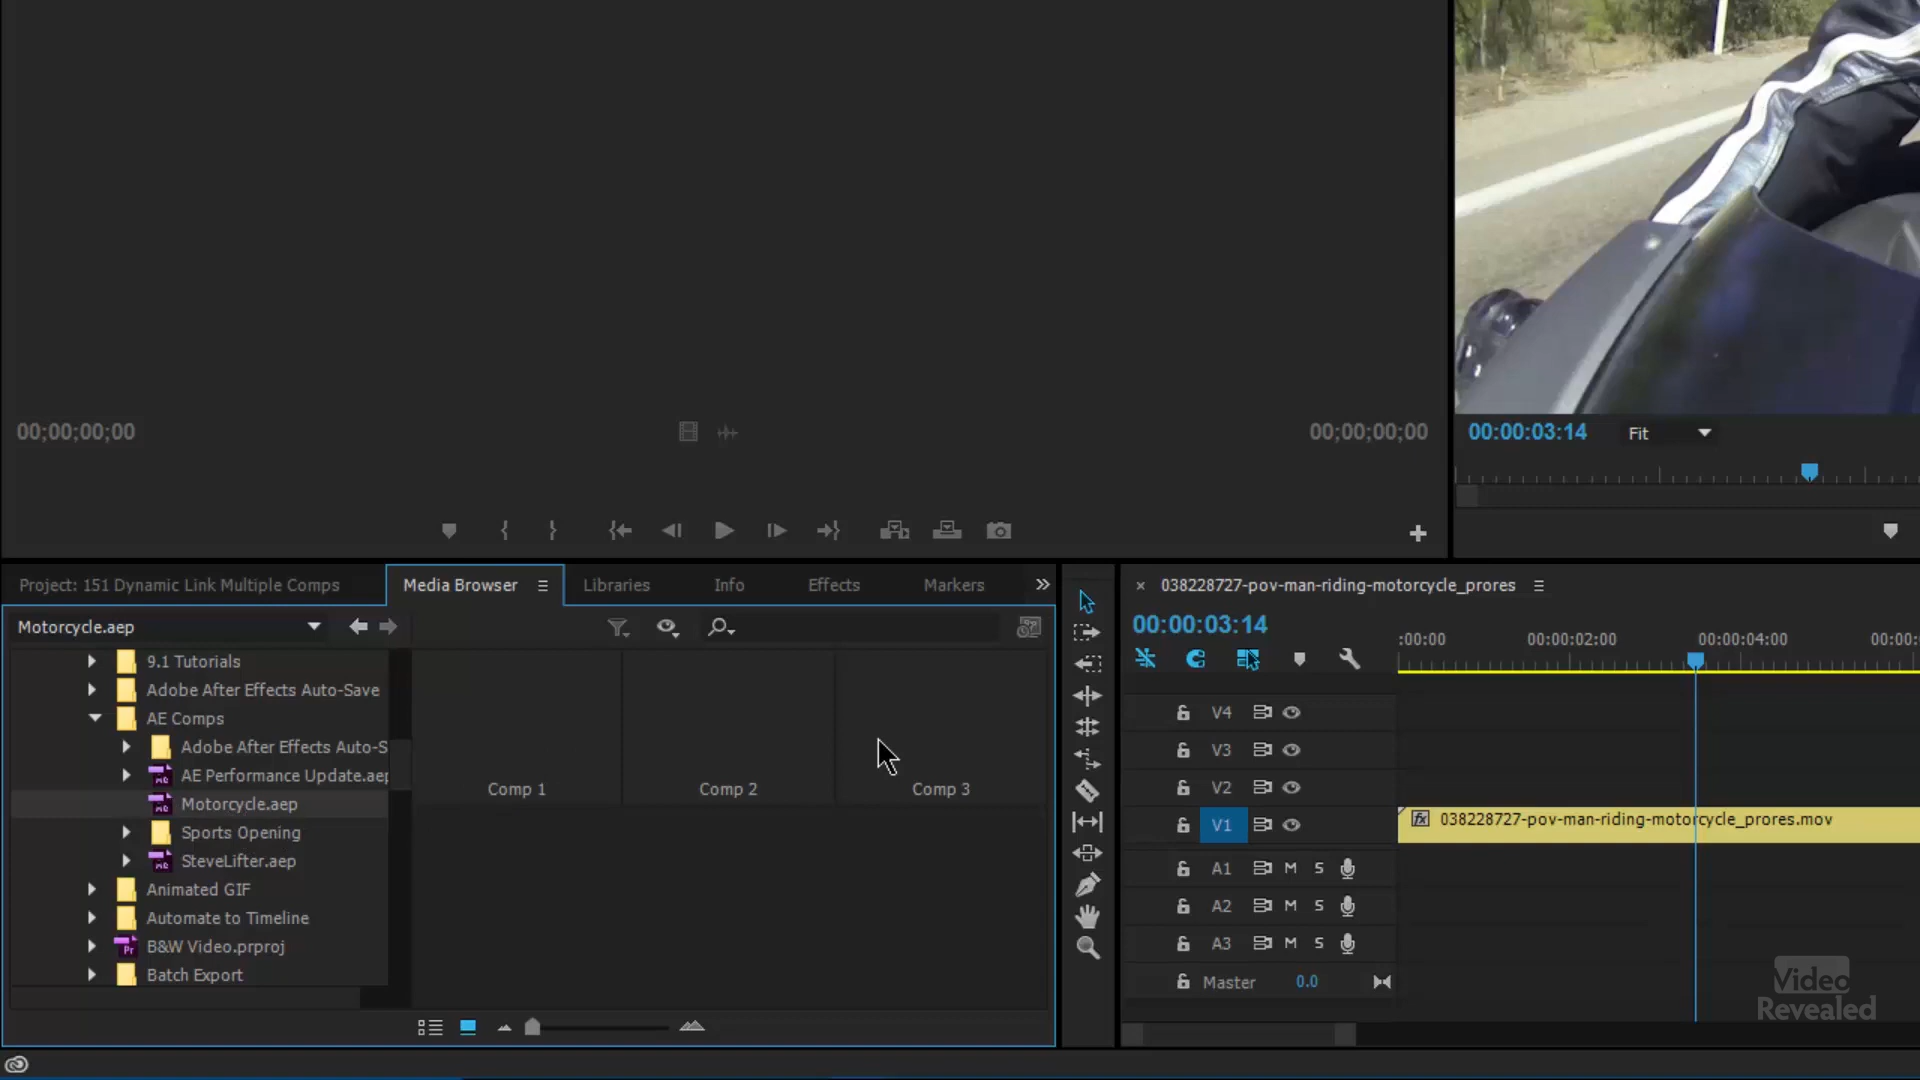 00;00;00;00
00;00;00;00
00:00:03:14
Fit
Project: 151 Dynamic Link Multiple Comps
Media Browser
Libraries
Info
Effects
Markers
Motorcycle.aep
9.1 Tutorials
Adobe After Effects Auto-Save
AE Comps
Adobe After Effects Auto-S
AE Performance Update.aep
Motorcycle.aep
Sports Opening
SteveLifter.aep
Animated GIF
Automate to Timeline
Pr B&W Video.prproj
Batch Export
Comp 1
Comp 2
Comp 3
038228727-pov-man-riding-motorcycle_prores
00:00:03:14
:00:00
00:00:02:00
00:00:04:00
00:00:0
V4
V3
V2
V1
fx 038228727-pov-man-riding-motorcycle_prores.mov
A1 M S
A2 M S
A3 M S
Master 0.0
Video
Revealed